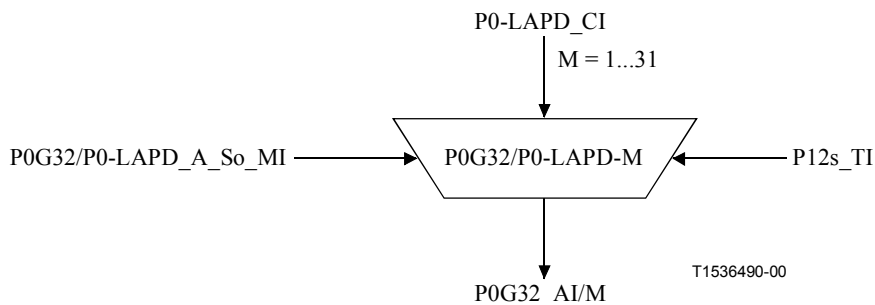 P0-LAPD_CI
M = 1...31
P0G32/P0-LAPD_A_So_MI
P0G32/P0-LAPD-M
P12s_TI
T1536490-00
P0G32_AI/M